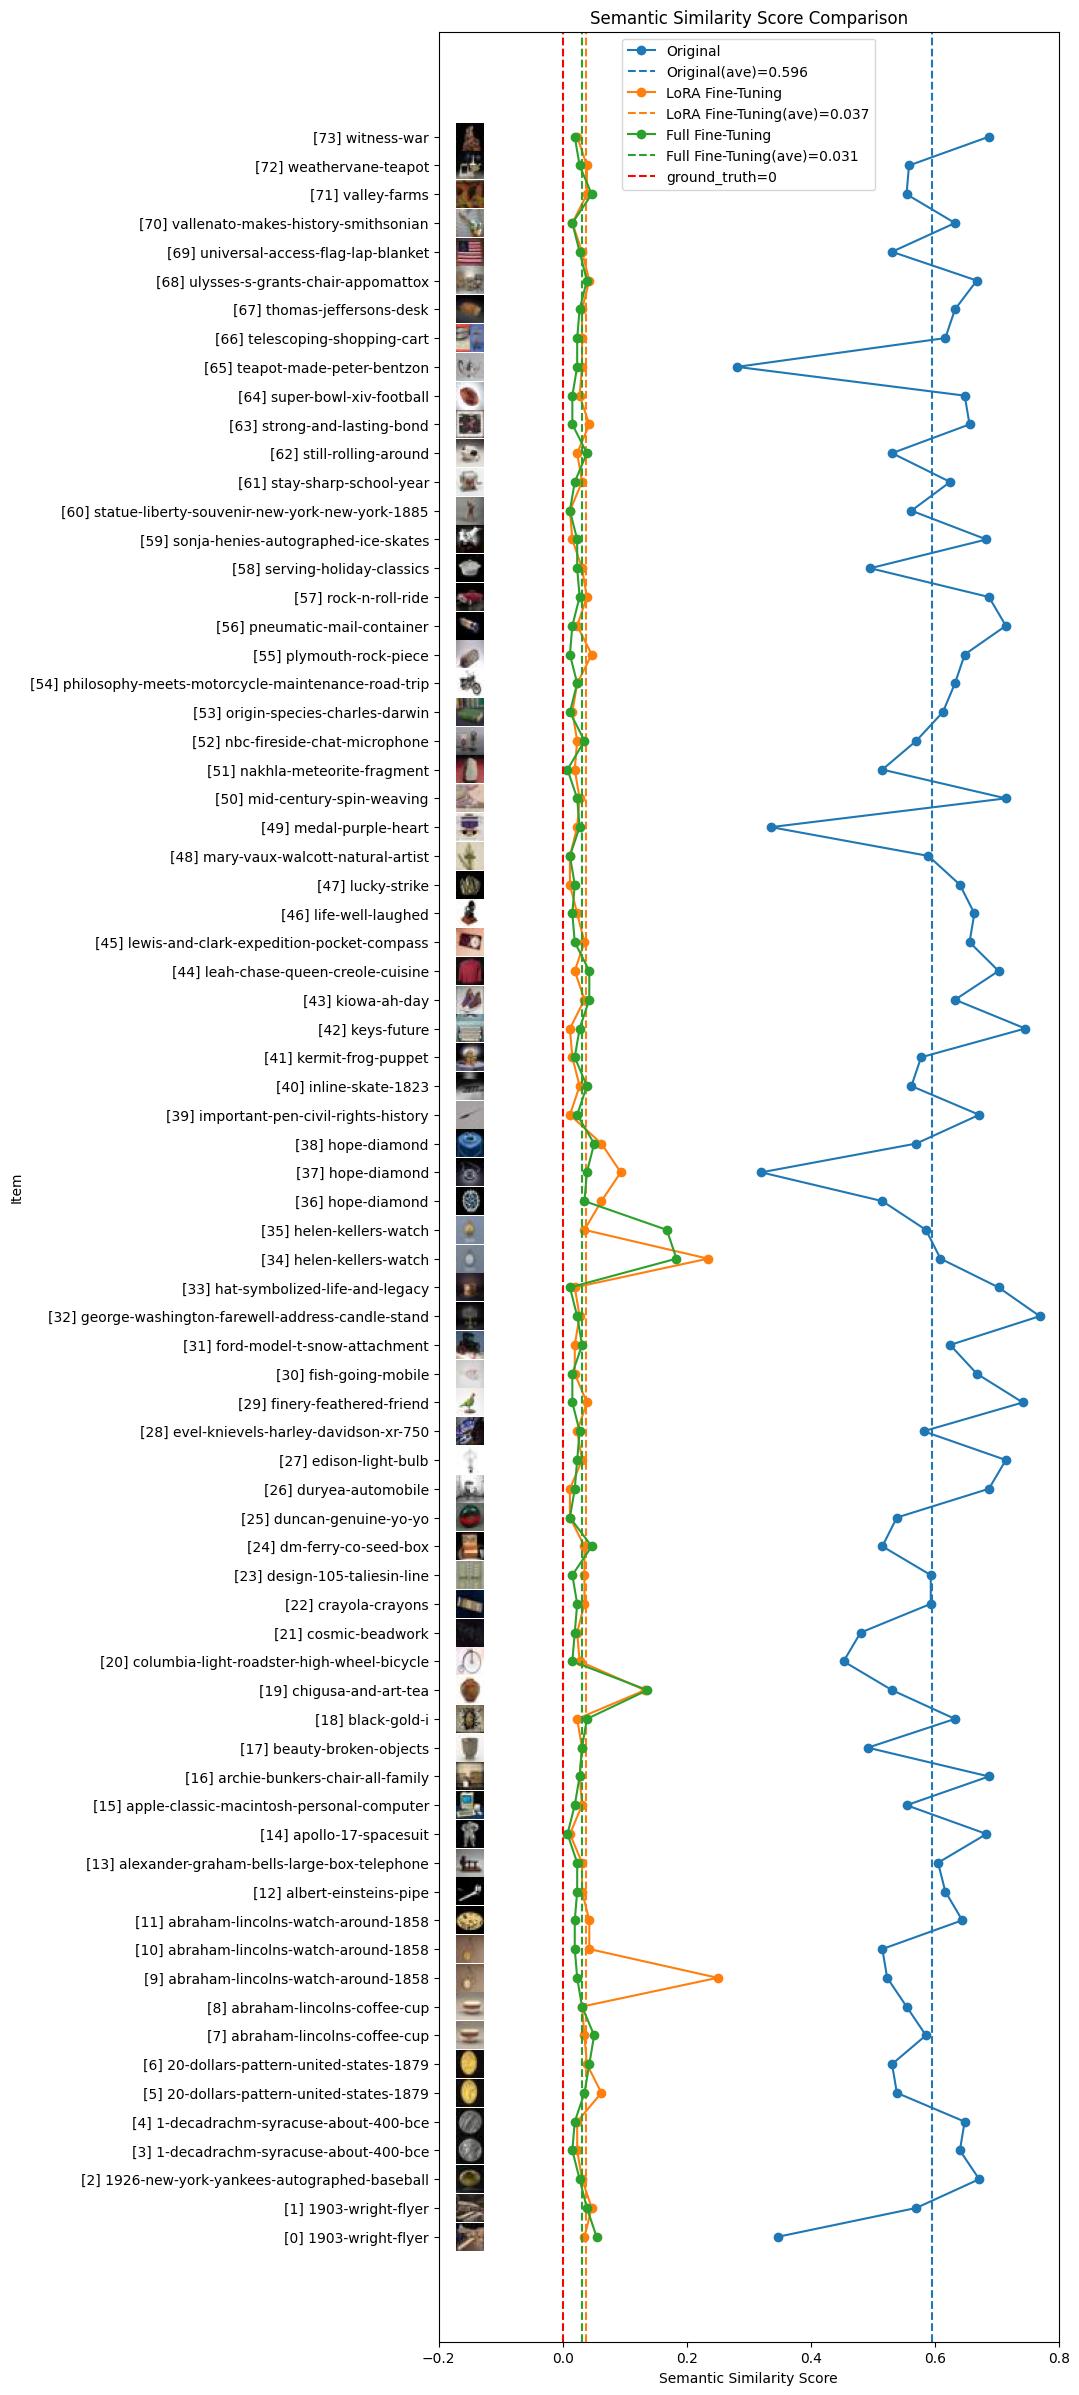 Semantic Similarity Score Comparison
Original
Original(ave)=0.596
LoRA Fine-Tuning
LoRA Fine-Tuning(ave)=0.037
Full Fine-Tuning
Full Fine-Tuning(ave)=0.031
ground_truth=0
[73] witness-war
[72] weathervane-teapot
[71] valley-farms
[70] vallenato-makes-history-smithsonian
[69] universal-access-flag-lap-blanket
[68] ulysses-s-grants-chair-appomattox
[67] thomas-jeffersons-desk
[66] telescoping-shopping-cart
[65] teapot-made-peter-bentzon
[64] super-bowl-xiv-football
[63] strong-and-lasting-bond
[62] still-rolling-around
[61] stay-sharp-school-year
[60] statue-liberty-souvenir-new-york-new-york-1885
[59] sonja-henies-autographed-ice-skates
[58] serving-holiday-classics
[57] rock-n-roll-ride
[56] pneumatic-mail-container
[55] plymouth-rock-piece
[54] philosophy-meets-motorcycle-maintenance-road-trip
[53] origin-species-charles-darwin
[52] nbc-fireside-chat-microphone
[51] nakhla-meteorite-fragment
[50] mid-century-spin-weaving
[49] medal-purple-heart
[48] mary-vaux-walcott-natural-artist
[47] lucky-strike
[46] life-well-laughed
[45] lewis-and-clark-expedition-pocket-compass
[44] leah-chase-queen-creole-cuisine
[43] kiowa-ah-day
[42] keys-future
[41] kermit-frog-puppet
[40] inline-skate-1823
[39] important-pen-civil-rights-history
[38] hope-diamond
[37] hope-diamond
[36] hope-diamond
[35] helen-kellers-watch
[34] helen-kellers-watch
[33] hat-symbolized-life-and-legacy
[32] george-washington-farewell-address-candle-stand
[31] ford-model-t-snow-attachment
[30] fish-going-mobile
[29] finery-feathered-friend
[28] evel-knievels-harley-davidson-xr-750
[27] edison-light-bulb
[26] duryea-automobile
[25] duncan-genuine-yo-yo
[24] dm-ferry-co-seed-box
[23] design-105-taliesin-line
[22] crayola-crayons
[21] cosmic-beadwork
[20] columbia-light-roadster-high-wheel-bicycle
[19] chigusa-and-art-tea
[18] black-gold-i
[17] beauty-broken-objects
[16] archie-bunkers-chair-all-family
[15] apple-classic-macintosh-personal-computer
[14] apollo-17-spacesuit
[13] alexander-graham-bells-large-box-telephone
[12] albert-einsteins-pipe
[11] abraham-lincolns-watch-around-1858
[10] abraham-lincolns-watch-around-1858
[9] abraham-lincolns-watch-around-1858
[8] abraham-lincolns-coffee-cup
[7] abraham-lincolns-coffee-cup
[6] 20-dollars-pattern-united-states-1879
[5] 20-dollars-pattern-united-states-1879
[4] 1-decadrachm-syracuse-about-400-bce
[3] 1-decadrachm-syracuse-about-400-bce
[2] 1926-new-york-yankees-autographed-baseball
[1] 1903-wright-flyer
[0] 1903-wright-flyer
Item
−0.2 0.0 0.2 0.4 0.6 0.8
Semantic Similarity Score